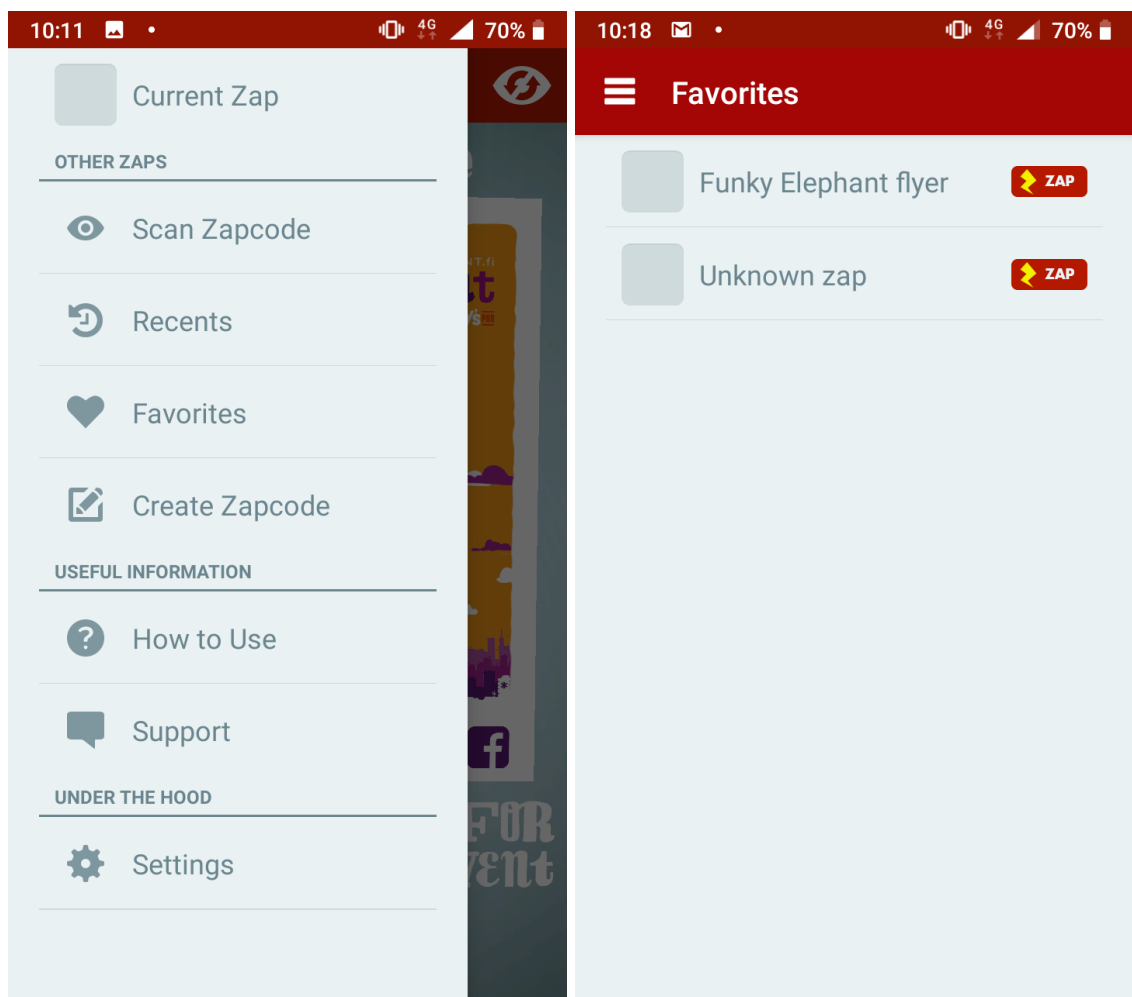 10:11
4G
70%
Current Zap
OTHER ZAPS
Scan Zapcode
Recents
Favorites
Create Zapcode
USEFUL INFORMATION
How to Use
Support
UNDER THE HOOD
Settings
FOR
10:18
4G
70%
Favorites
Funky Elephant flyer
ZAP
Unknown zap
ZAP